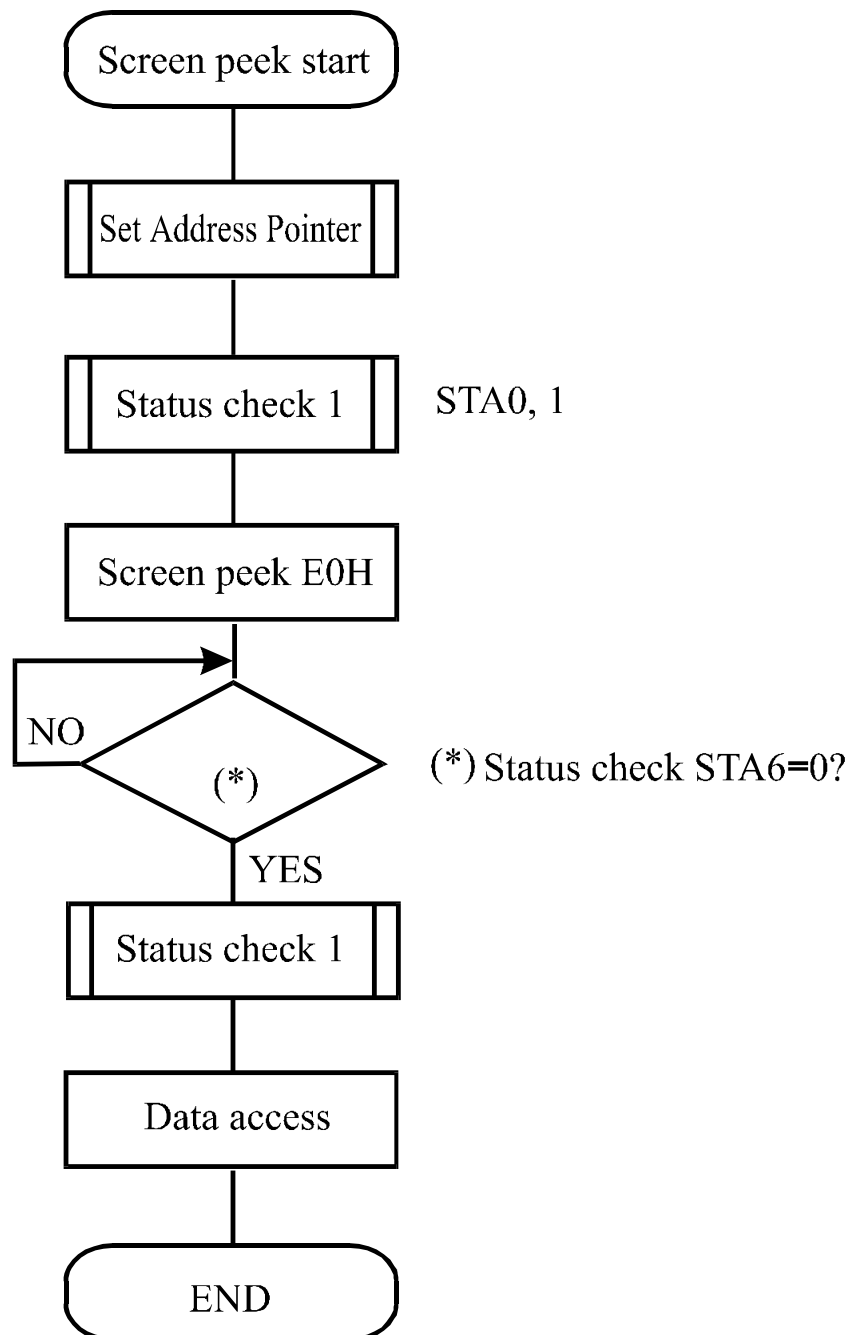 Screen peek start
Set Address Pointer
Status check 1
STA0, 1
Screen peek E0H
NO
(*)
(*) Status check STA6=0?
YES
Status check 1
Data access
END